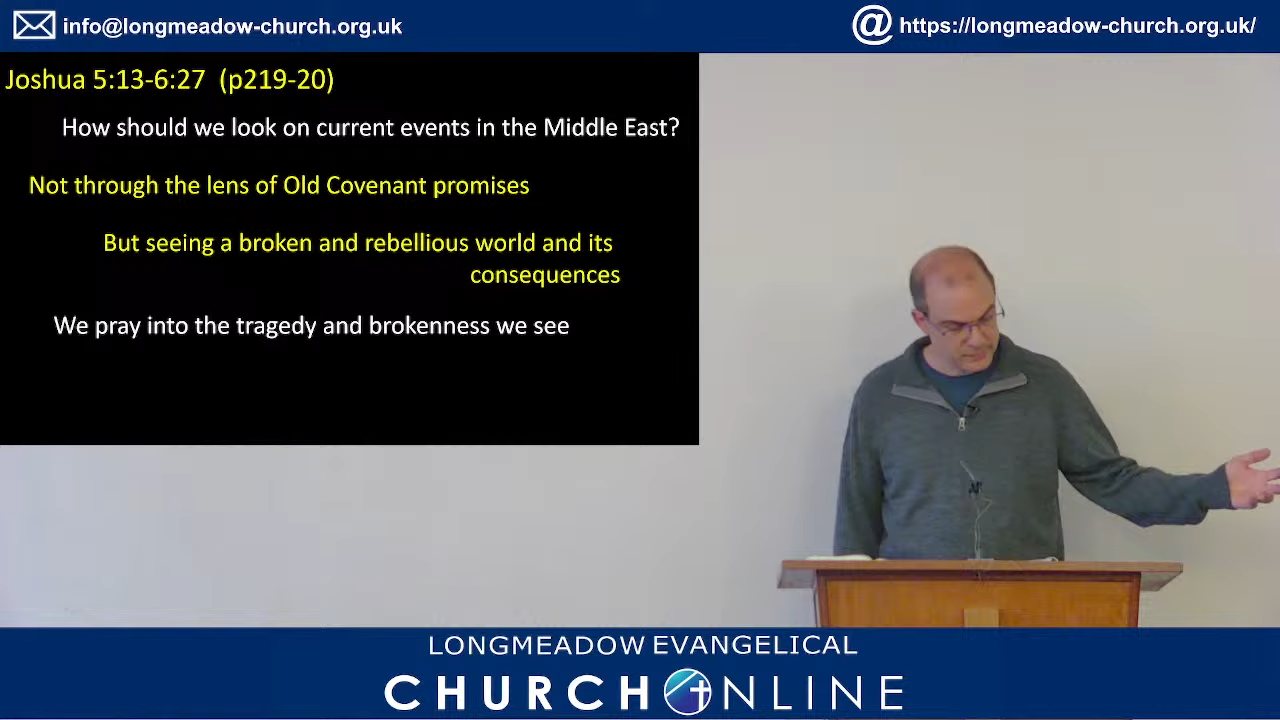 info@longmeadow-church.org.uk
https://longmeadow-church.org.uk/
Joshua 5:13-6:27 (p219-20)
How should we look on current events in the Middle East?
Not through the lens of Old Covenant promises
But seeing a broken and rebellious world and its
consequences
We pray into the tragedy and brokenness we see
LONGMEADOW EVANGELICAL
CHURCH ONLINE